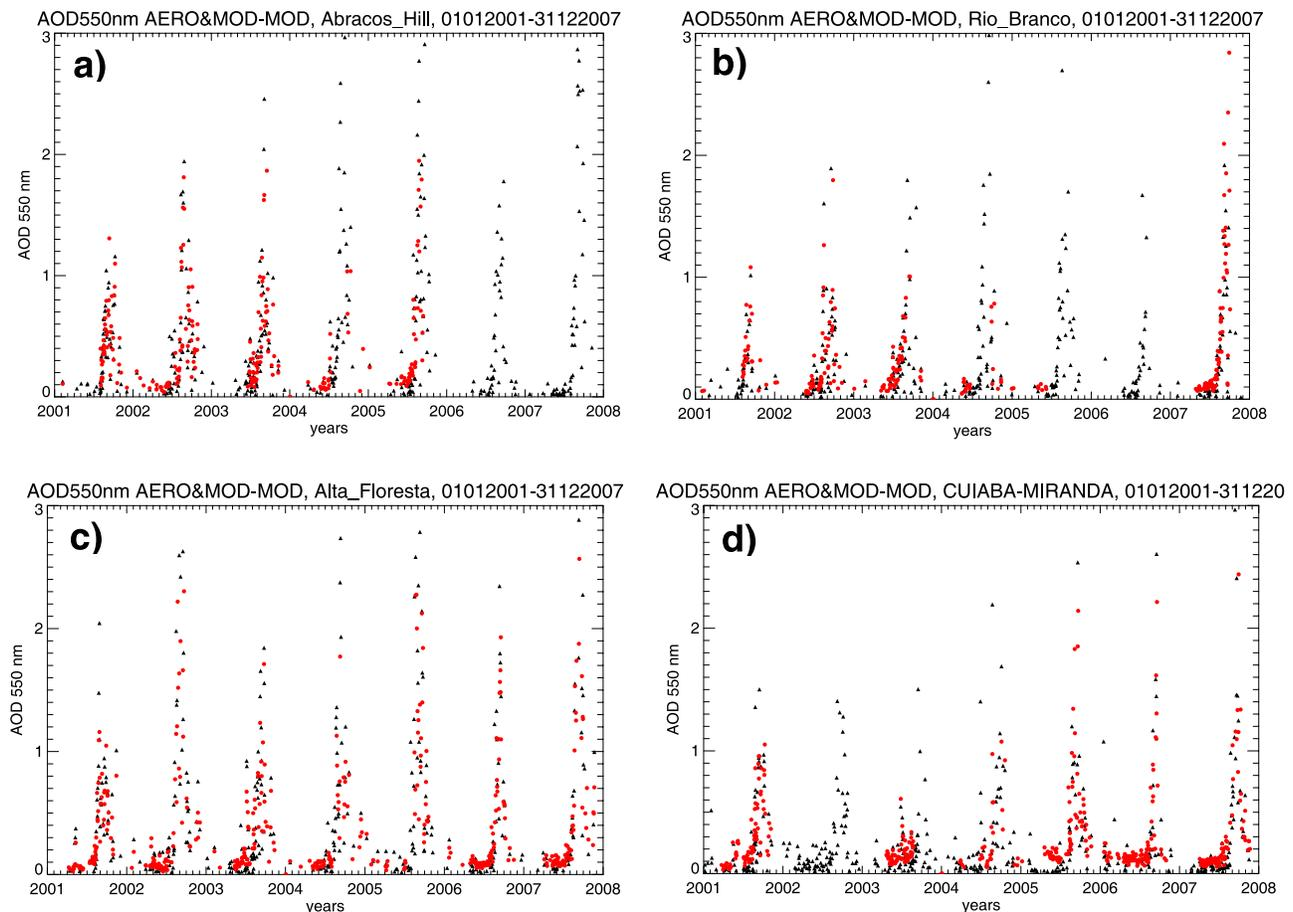 AOD550nm AERO&MOD-MOD, Abracos_Hill, 01012001-31122007
a)
3
2
1
0
AOD 550 nm
2001 2002 2003 2004 2005 2006 2007 2008
years
AOD550nm AERO&MOD-MOD, Rio_Branco, 01012001-31122007
b)
3
2
1
0
AOD 550 nm
2001 2002 2003 2004 2005 2006 2007 2008
years
AOD550nm AERO&MOD-MOD, Alta_Floresta, 01012001-31122007
c)
3
2
1
0
AOD 550 nm
2001 2002 2003 2004 2005 2006 2007 2008
years
AOD550nm AERO&MOD-MOD, CUIABA-MIRANDA, 01012001-311220
d)
3
2
1
0
AOD 550 nm
2001 2002 2003 2004 2005 2006 2007 2008
years